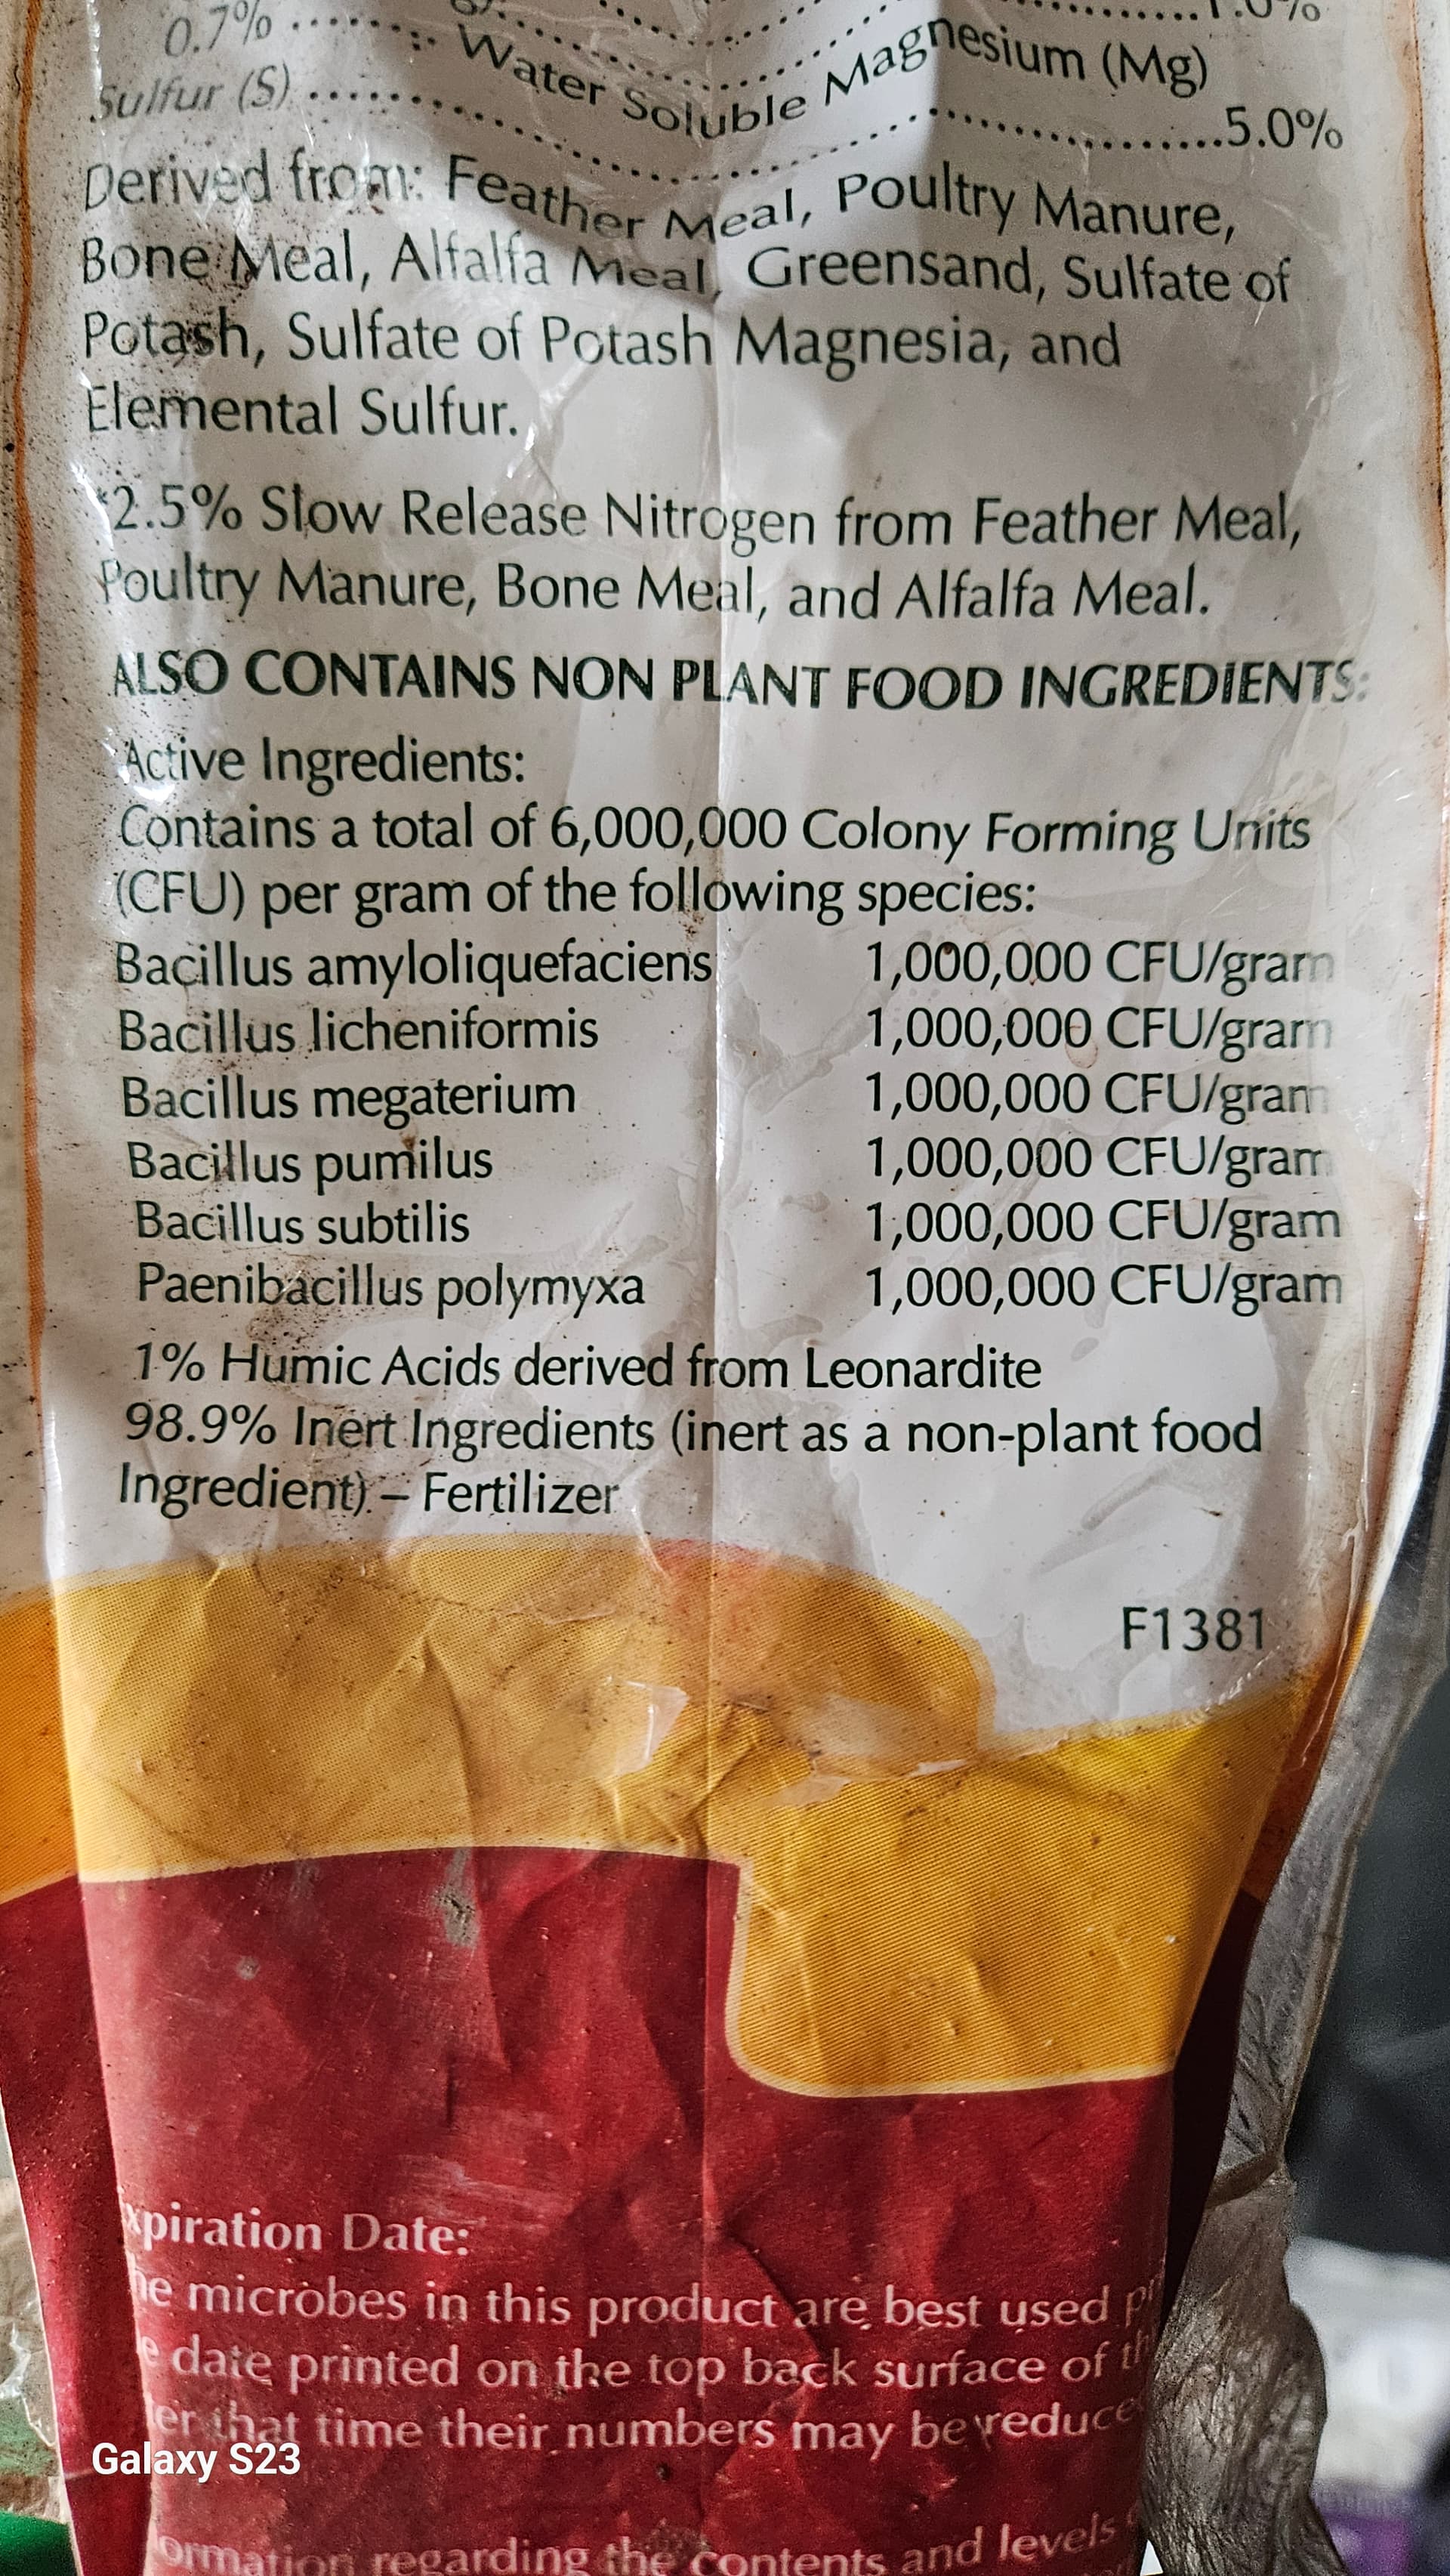 1.0%
0.7% Water Soluble Magnesium (Mg)
Sulfur (S) 5.0%
Derived from: Feather Meal, Poultry Manure,
Bone Meal, Alfalfa Meal, Greensand, Sulfate of
Potash, Sulfate of Potash Magnesia, and
Elemental Sulfur.
*2.5% Slow Release Nitrogen from Feather Meal,
Poultry Manure, Bone Meal, and Alfalfa Meal.
ALSO CONTAINS NON PLANT FOOD INGREDIENTS:
Active Ingredients:
Contains a total of 6,000,000 Colony Forming Units
(CFU) per gram of the following species:
Bacillus amyloliquefaciens 1,000,000 CFU/gram
Bacillus licheniformis 1,000,000 CFU/gram
Bacillus megaterium 1,000,000 CFU/gram
Bacillus pumilus 1,000,000 CFU/gram
Bacillus subtilis 1,000,000 CFU/gram
Paenibacillus polymyxa 1,000,000 CFU/gram
1% Humic Acids derived from Leonardite
98.9% Inert Ingredients (inert as a non-plant food
Ingredient) – Fertilizer
F1381
xpiration Date:
he microbes in this product are best used
e date printed on the top back surface of
er that time their numbers may be reduce
Galaxy S23
ormation regarding the contents and levels